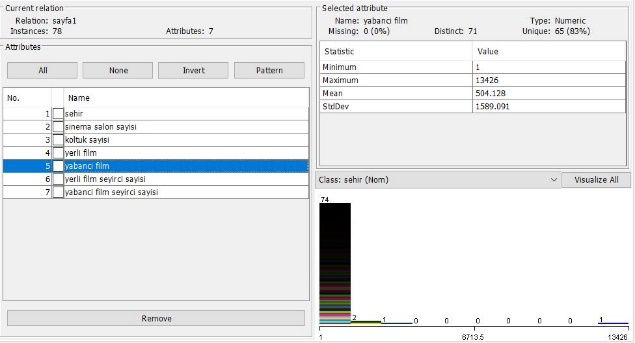 Current relation
Relation: sayfa1
Instances: 78 Attributes: 7
Attributes
All None Invert Pattern
No. Name
1 sehir
2 sinema salon sayisi
3 koltuk sayisi
4 yerli film
5 yabanci film
6 yerli film seyirci sayisi
7 yabanci film seyirci sayisi
Remove
Selected attribute
Name: yabanci film Type: Numeric
Missing: 0 (0%) Distinct: 71 Unique: 65 (83%)
Statistic Value
Minimum 1
Maximum 13426
Mean 504.128
StdDev 1589.091
Class: sehir (Nom) Visualize All
74
2 1 0 0 0 0 0 0 1
1 6713.5 13426